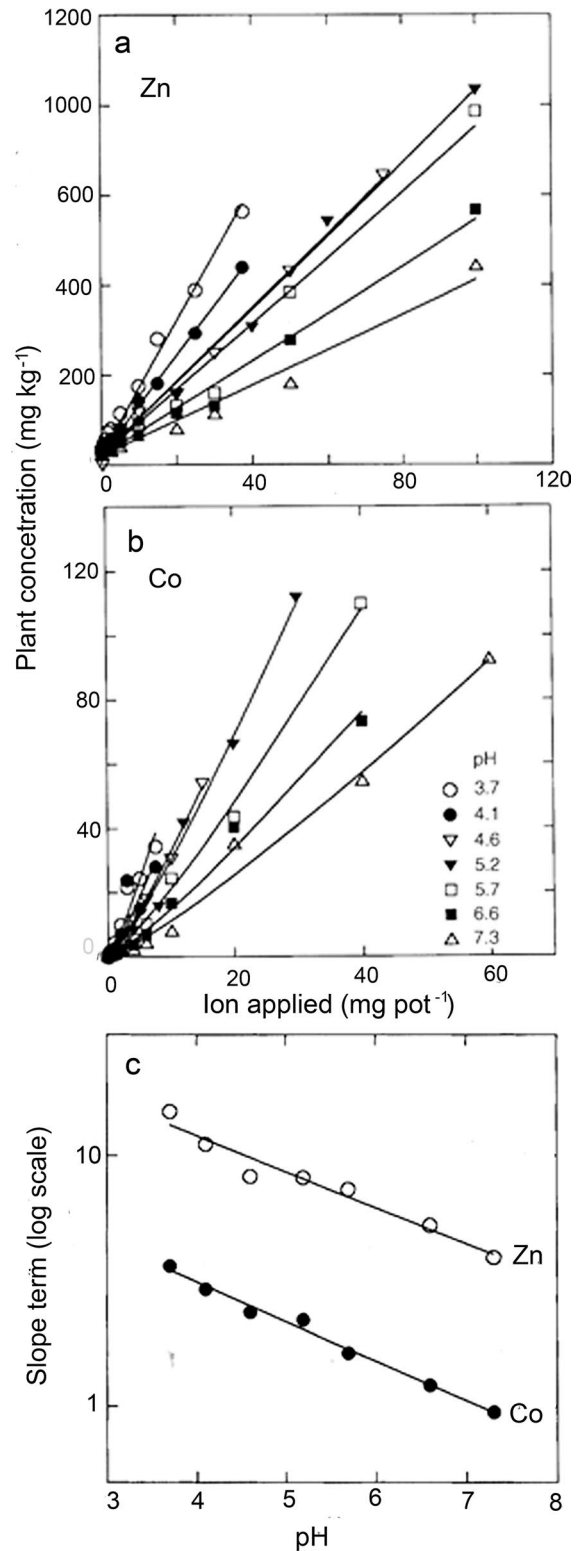 1200
a
Zn
1000
600
400
200
0
40
80
120
Plant concetration (mg kg⁻¹)
b
Co
120
80
40
0
pH
3.7
4.1
4.6
5.2
5.7
6.6
7.3
0
20
40
60
Ion applied (mg pot⁻¹)
c
10
1
Zn
Co
Slope term (log scale)
3
4
5
6
7
8
pH